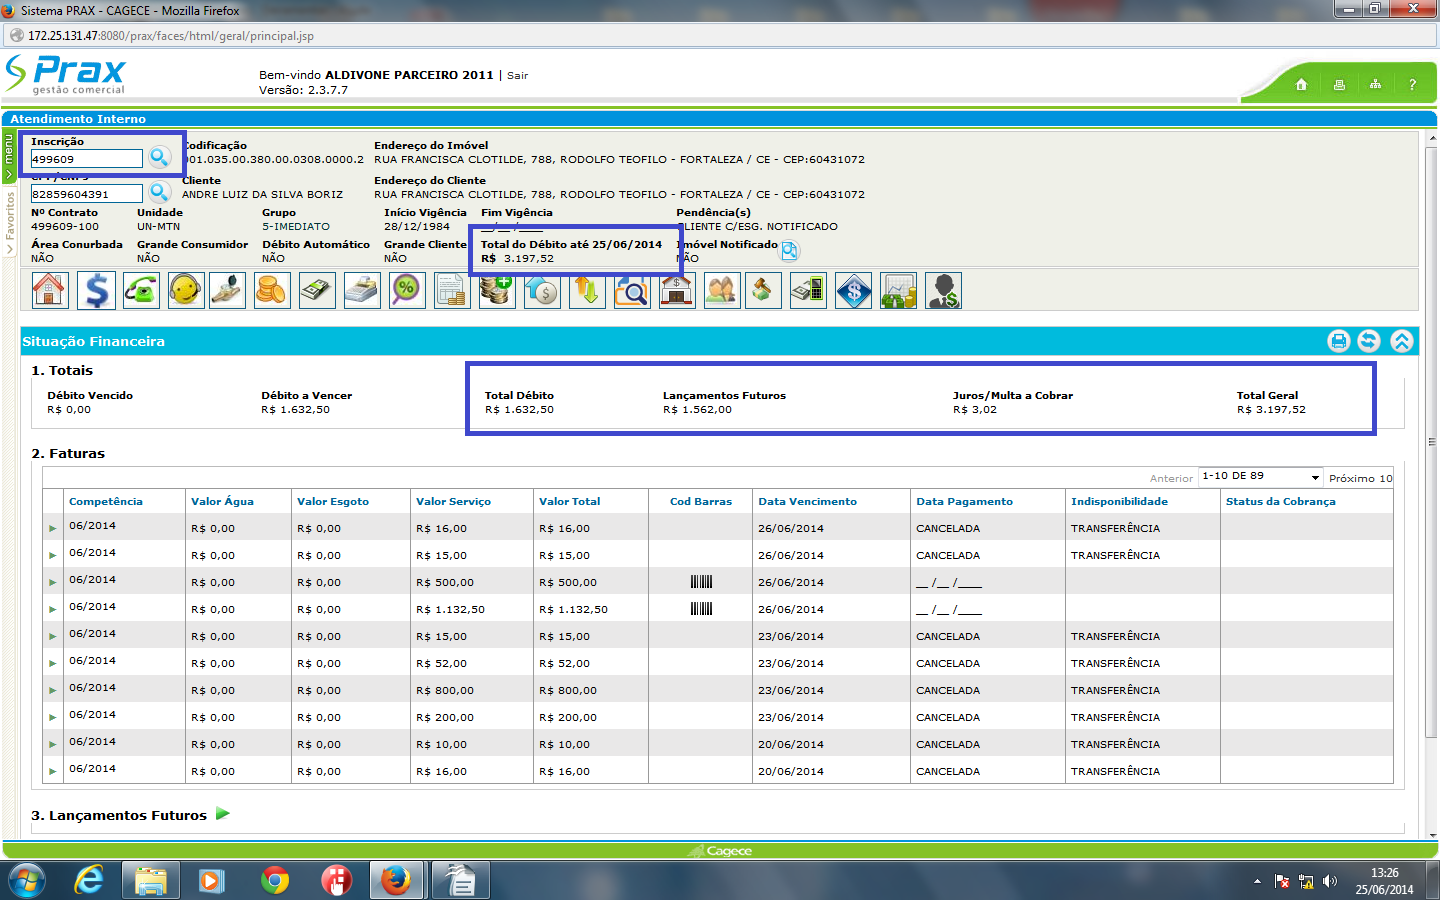 Sistema PRAX - CAGECE - Mozilla Firefox
172.25.131.47:8080/prax/faces/html/geral/principal.jsp
Prax
gestão comercial
Bem-vindo ALDIVONE PARCEIRO 2011 | Sair
Versão: 2.3.7.7
?
Atendimento Interno
menu
Favoritos
Inscrição Codificação Endereço do Imóvel
499609 001.035.00.380.00.0308.0000.2 RUA FRANCISCA CLOTILDE, 788, RODOLFO TEOFILO - FORTALEZA / CE - CEP:60431072
CPF/CNPJ Cliente Endereço do Cliente
82859604391 ANDRE LUIZ DA SILVA BORIZ RUA FRANCISCA CLOTILDE, 788, RODOLFO TEOFILO - FORTALEZA / CE - CEP:60431072
Nº Contrato Unidade Grupo Início Vigência Fim Vigência Pendência(s)
499609-100 UN-MTN 5-IMEDIATO 28/12/1984 __/__/____ CLIENTE C/ESG. NOTIFICADO
Área Conurbada Grande Consumidor Débito Automático Grande Cliente Total do Débito até 25/06/2014 Imóvel Notificado
NÃO NÃO NÃO NÃO R$ 3.197,52 NÃO
Situação Financeira
1. Totais
Débito Vencido Débito a Vencer Total Débito Lançamentos Futuros Juros/Multa a Cobrar Total Geral
R$ 0,00 R$ 1.632,50 R$ 1.632,50 R$ 1.562,00 R$ 3,02 R$ 3.197,52
2. Faturas
Anterior 1-10 DE 89 Próximo 10
Competência Valor Água Valor Esgoto Valor Serviço Valor Total Cod Barras Data Vencimento Data Pagamento Indisponibilidade Status da Cobrança
06/2014 R$ 0,00 R$ 0,00 R$ 16,00 R$ 16,00 26/06/2014 CANCELADA TRANSFERÊNCIA
06/2014 R$ 0,00 R$ 0,00 R$ 15,00 R$ 15,00 26/06/2014 CANCELADA TRANSFERÊNCIA
06/2014 R$ 0,00 R$ 0,00 R$ 500,00 R$ 500,00 26/06/2014 __ /__ /____
06/2014 R$ 0,00 R$ 0,00 R$ 1.132,50 R$ 1.132,50 26/06/2014 __ /__ /____
06/2014 R$ 0,00 R$ 0,00 R$ 15,00 R$ 15,00 23/06/2014 CANCELADA TRANSFERÊNCIA
06/2014 R$ 0,00 R$ 0,00 R$ 52,00 R$ 52,00 23/06/2014 CANCELADA TRANSFERÊNCIA
06/2014 R$ 0,00 R$ 0,00 R$ 800,00 R$ 800,00 23/06/2014 CANCELADA TRANSFERÊNCIA
06/2014 R$ 0,00 R$ 0,00 R$ 200,00 R$ 200,00 23/06/2014 CANCELADA TRANSFERÊNCIA
06/2014 R$ 0,00 R$ 0,00 R$ 10,00 R$ 10,00 20/06/2014 CANCELADA TRANSFERÊNCIA
06/2014 R$ 0,00 R$ 0,00 R$ 16,00 R$ 16,00 20/06/2014 CANCELADA TRANSFERÊNCIA
3. Lançamentos Futuros
Cagece
13:26
25/06/2014